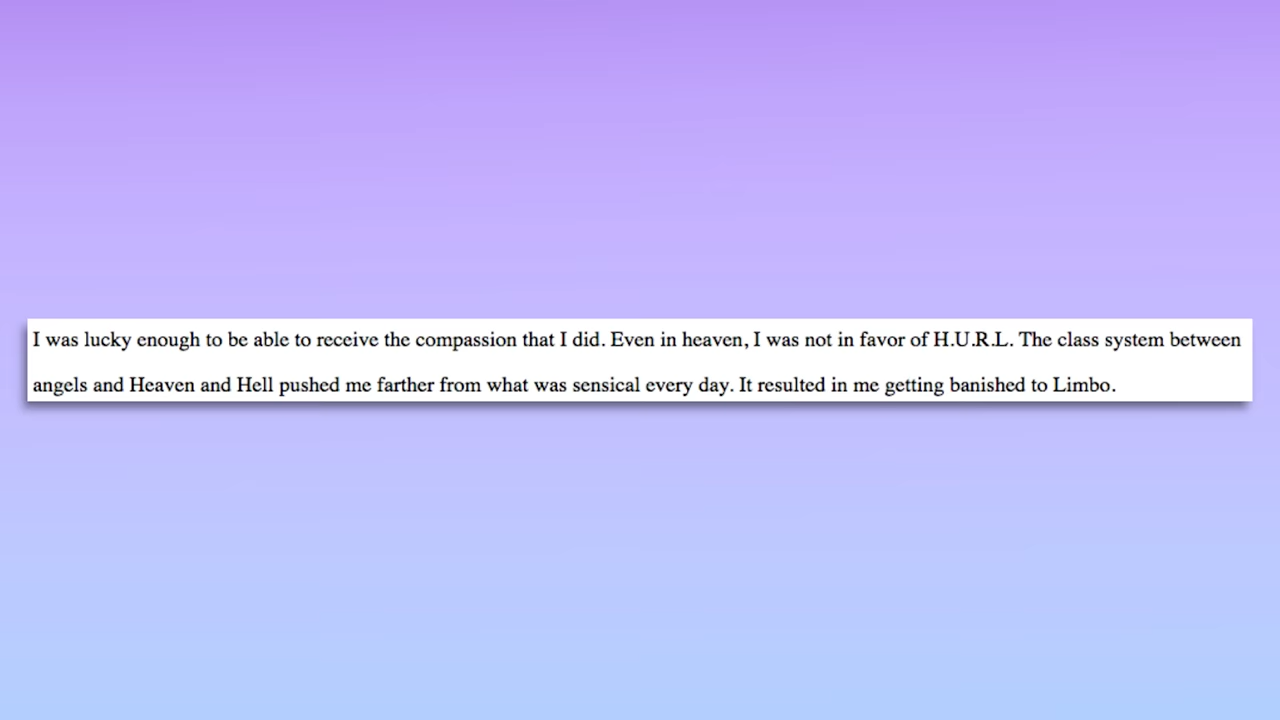 I was lucky enough to be able to receive the compassion that I did. Even in heaven, I was not in favor of H.U.R.L. The class system between
angels and Heaven and Hell pushed me farther from what was sensical every day. It resulted in me getting banished to Limbo.